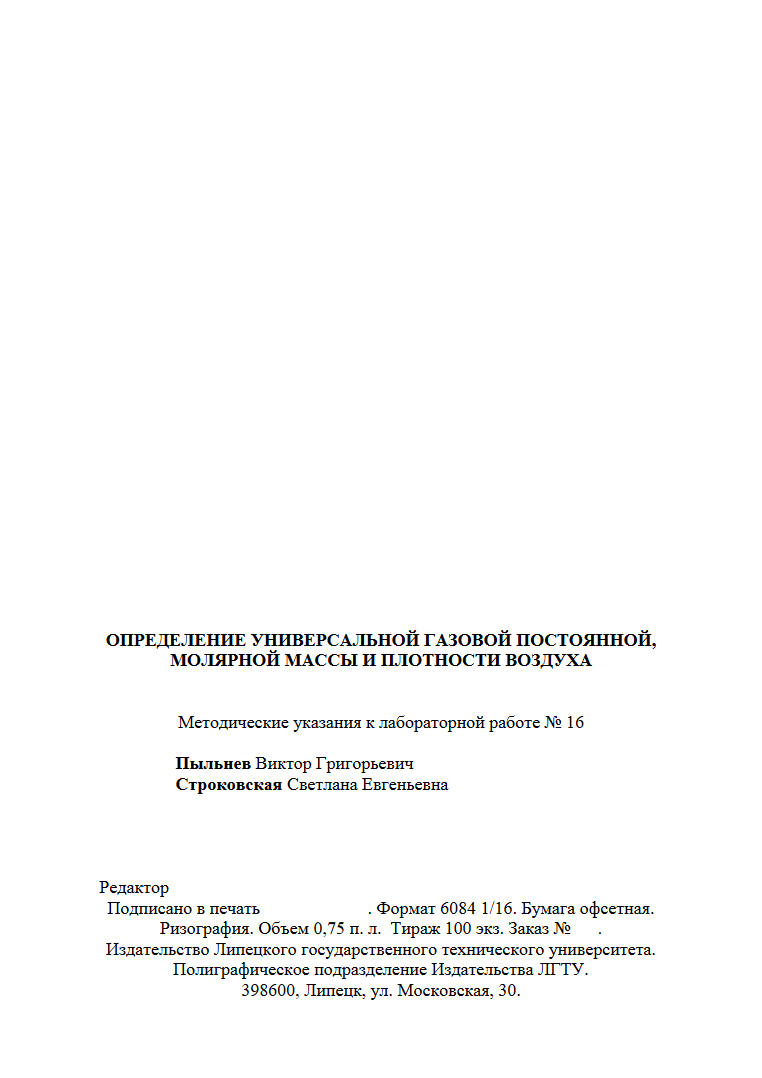 ОПРЕДЕЛЕНИЕ УНИВЕРСАЛЬНОЙ ГАЗОВОЙ ПОСТОЯННОЙ,
МОЛЯРНОЙ МАССЫ И ПЛОТНОСТИ ВОЗДУХА
Методические указания к лабораторной работе № 16
Пыльнев Виктор Григорьевич
Строковская Светлана Евгеньевна
Редактор
Подписано в печать . Формат 6084 1/16. Бумага офсетная.
Ризография. Объем 0,75 п. л. Тираж 100 экз. Заказ № .
Издательство Липецкого государственного технического университета.
Полиграфическое подразделение Издательства ЛГТУ.
398600, Липецк, ул. Московская, 30.